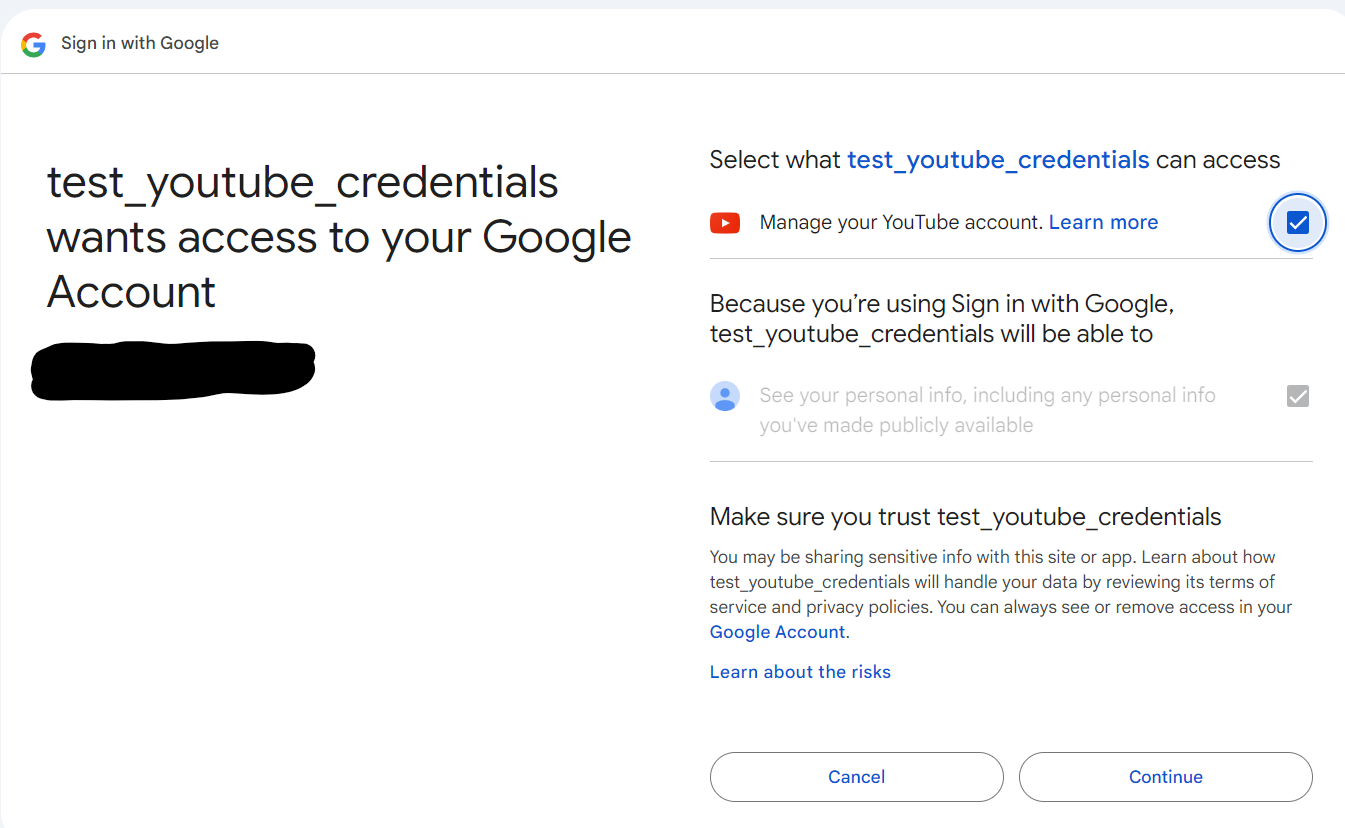 Sign in with Google
test_youtube_credentials
wants access to your Google
Account
Select what test_youtube_credentials can access
Manage your YouTube account. Learn more
Because you’re using Sign in with Google,
test_youtube_credentials will be able to
See your personal info, including any personal info
you've made publicly available
Make sure you trust test_youtube_credentials
You may be sharing sensitive info with this site or app. Learn about how
test_youtube_credentials will handle your data by reviewing its terms of
service and privacy policies. You can always see or remove access in your
Google Account.
Learn about the risks
Cancel
Continue